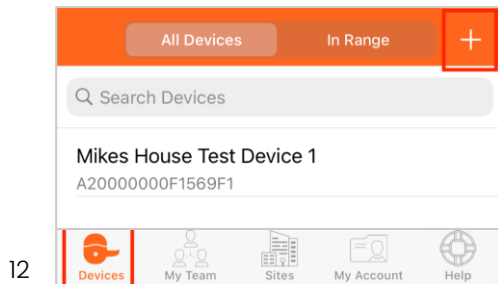 All Devices In Range +
Search Devices
Mikes House Test Device 1
A20000000F1569F1
Devices My Team Sites My Account Help
12